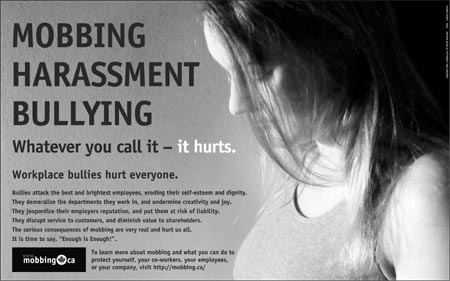 MOBBING
HARASSMENT
BULLYING
Whatever you call it – it hurts.
Workplace bullies hurt everyone.
Bullies attack the best and brightest employees, eroding their self-esteem and dignity.
They demoralize the departments they work in, and undermine creativity and joy.
They jeopordize their employers reputation, and put them at risk of liability.
They disrupt service to customers, and diminish value to shareholders.
The serious consequences of mobbing are very real and hurt us all.
It is time to say, "Enough is Enough!".
mobbing ca
To learn more about mobbing and what you can do to
protect yourself, your co-workers, your employees,
or your company, visit http://mobbing.ca/